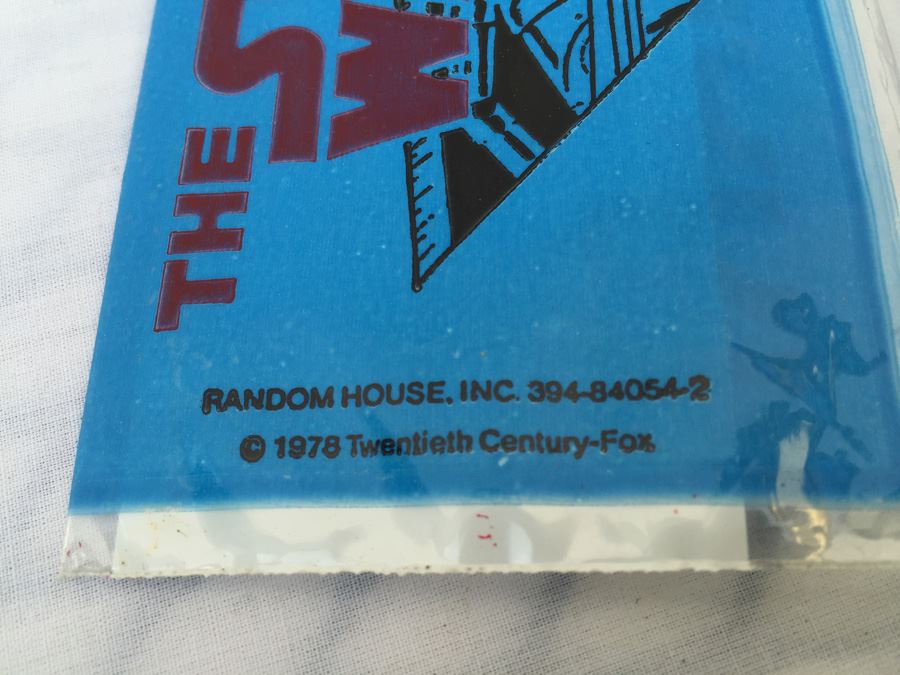 THE S
W
RANDOM HOUSE, INC. 394-84054-2
© 1978 Twentieth Century-Fox